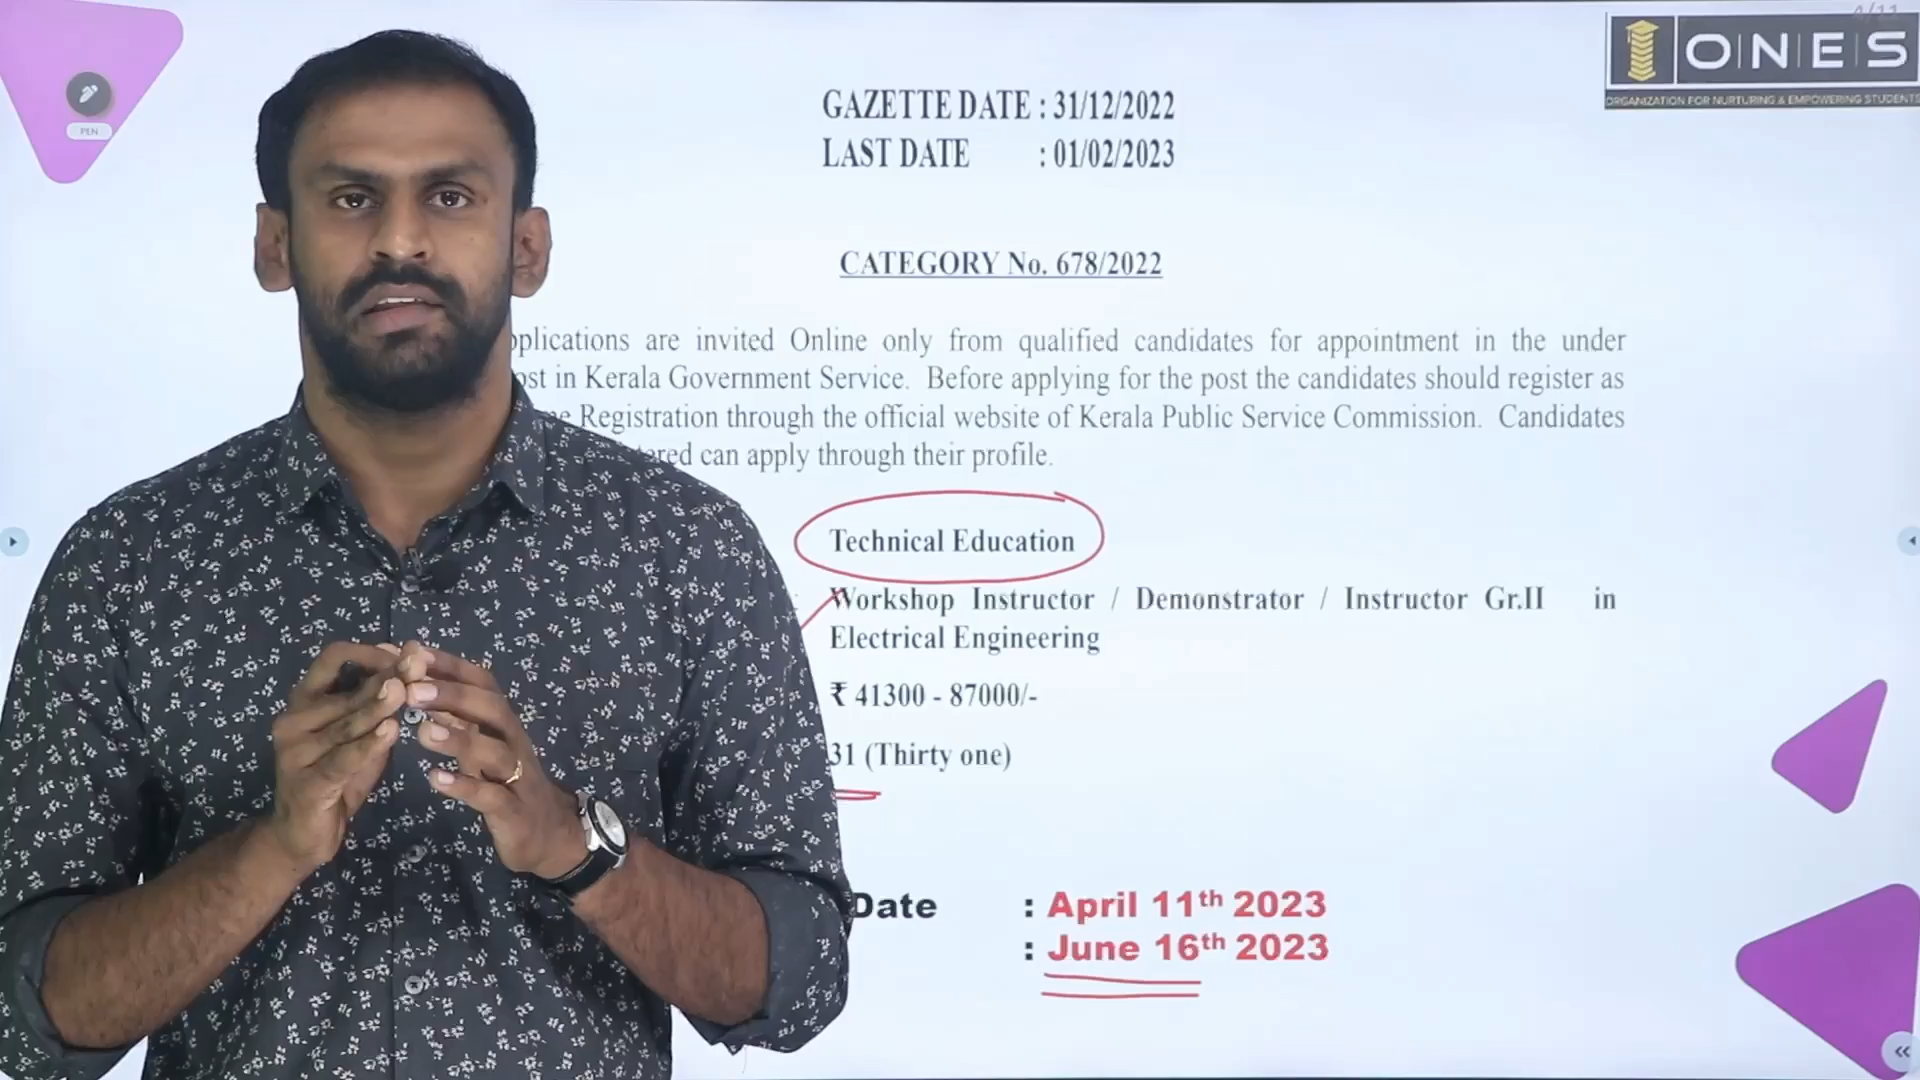 4/11
ONES
ORGANIZATION FOR NURTURING & EMPOWERING STUDENTS
PEN
GAZETTE DATE : 31/12/2022
LAST DATE : 01/02/2023
CATEGORY No. 678/2022
plications are invited Online only from qualified candidates for appointment in the under
ost in Kerala Government Service. Before applying for the post the candidates should register as
Registration through the official website of Kerala Public Service Commission. Candidates
red can apply through their profile.
Technical Education
: Workshop Instructor / Demonstrator / Instructor Gr.II in
Electrical Engineering
₹ 41300 - 87000/-
31 (Thirty one)
Date : April 11th 2023
: June 16th 2023